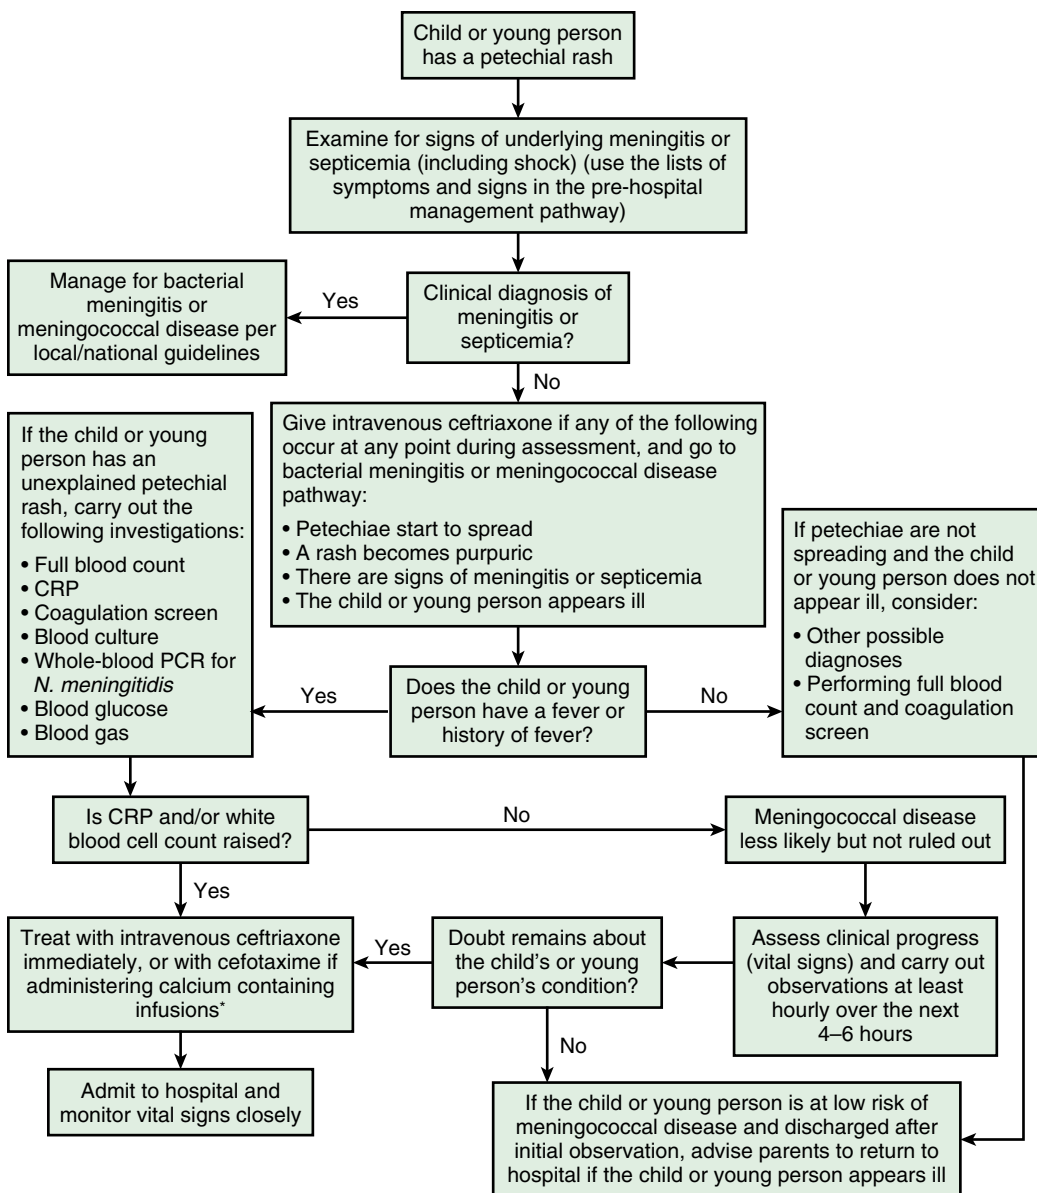 Child or young person
has a petechial rash
Examine for signs of underlying meningitis or
septicemia (including shock) (use the lists of
symptoms and signs in the pre-hospital
management pathway)
Clinical diagnosis of
meningitis or
septicemia?
Yes
Manage for bacterial
meningitis or
meningococcal disease per
local/national guidelines
No
Give intravenous ceftriaxone if any of the following
occur at any point during assessment, and go to
bacterial meningitis or meningococcal disease
pathway:
• Petechiae start to spread
• A rash becomes purpuric
• There are signs of meningitis or septicemia
• The child or young person appears ill
Does the child or young
person have a fever or
history of fever?
Yes
If the child or young
person has an
unexplained petechial
rash, carry out the
following investigations:
• Full blood count
• CRP
• Coagulation screen
• Blood culture
• Whole-blood PCR for
N. meningitidis
• Blood glucose
• Blood gas
No
If petechiae are not
spreading and the child
or young person does not
appear ill, consider:
• Other possible
diagnoses
• Performing full blood
count and coagulation
screen
Is CRP and/or white
blood cell count raised?
No
Meningococcal disease
less likely but not ruled out
Yes
Treat with intravenous ceftriaxone
immediately, or with cefotaxime if
administering calcium containing
infusions*
Yes
Doubt remains about
the child's or young
person's condition?
Assess clinical progress
(vital signs) and carry out
observations at least
hourly over the next
4–6 hours
No
Admit to hospital and
monitor vital signs closely
If the child or young person is at low risk of
meningococcal disease and discharged after
initial observation, advise parents to return to
hospital if the child or young person appears ill